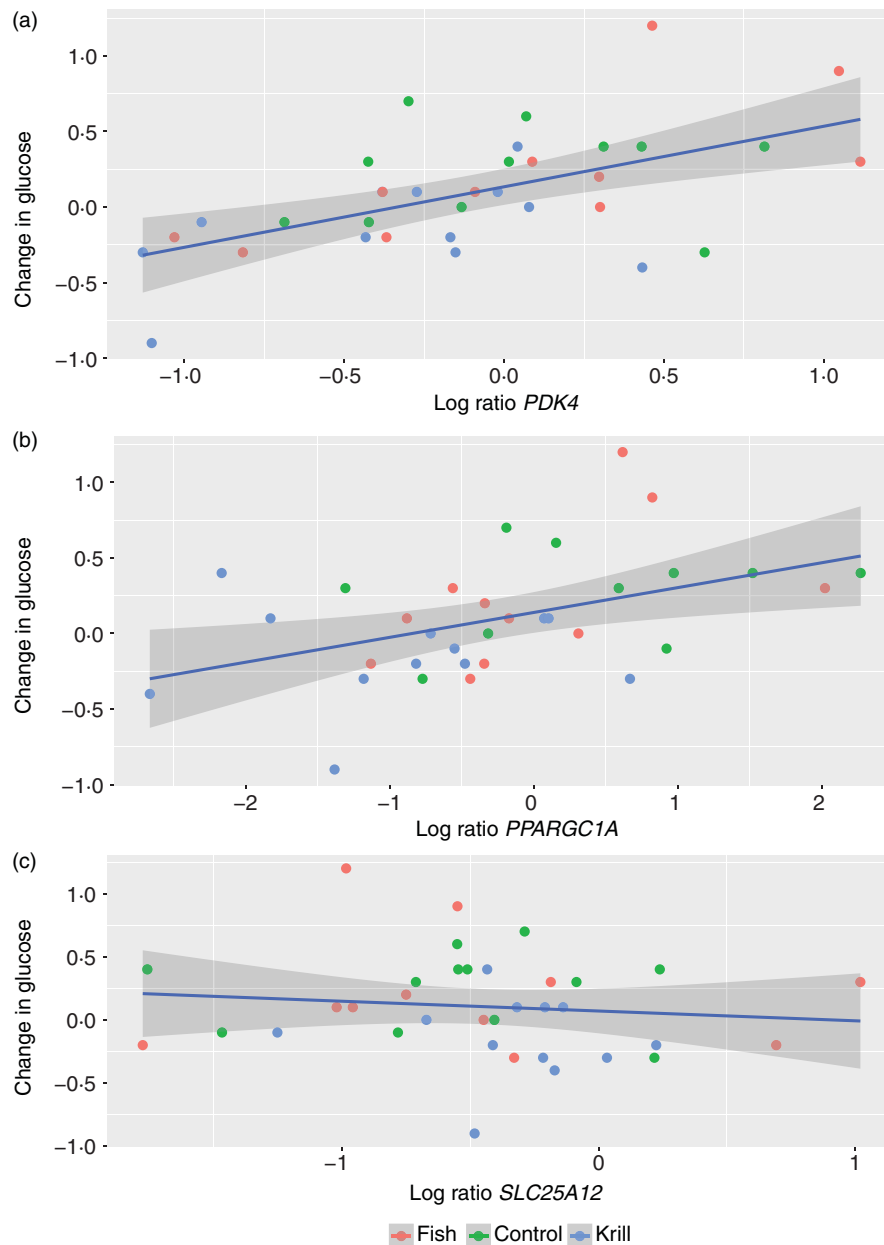 (a)
Change in glucose
1·0
0·5
0·0
−0·5
−1·0
−1·0 −0·5 0·0 0·5 1·0
Log ratio PDK4
(b)
Change in glucose
1·0
0·5
0·0
−0·5
−1·0
−2 −1 0 1 2
Log ratio PPARGC1A
(c)
Change in glucose
1·0
0·5
0·0
−0·5
−1·0
−1 0 1
Log ratio SLC25A12
Fish Control Krill